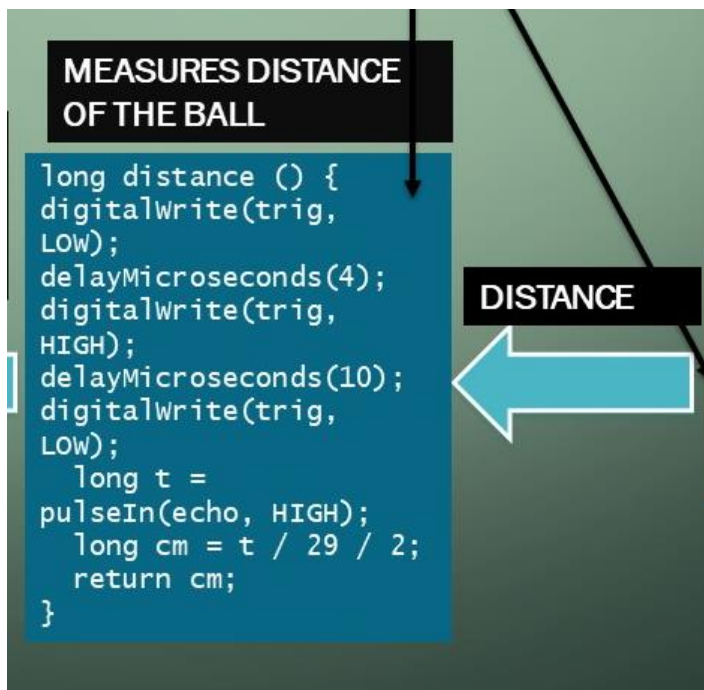 MEASURES DISTANCE
OF THE BALL
long distance () {
digitalWrite(trig,
LOW);
delayMicroseconds(4);
digitalWrite(trig,
HIGH);
delayMicroseconds(10);
digitalWrite(trig,
LOW);
  long t =
pulseIn(echo, HIGH);
  long cm = t / 29 / 2;
  return cm;
}
DISTANCE